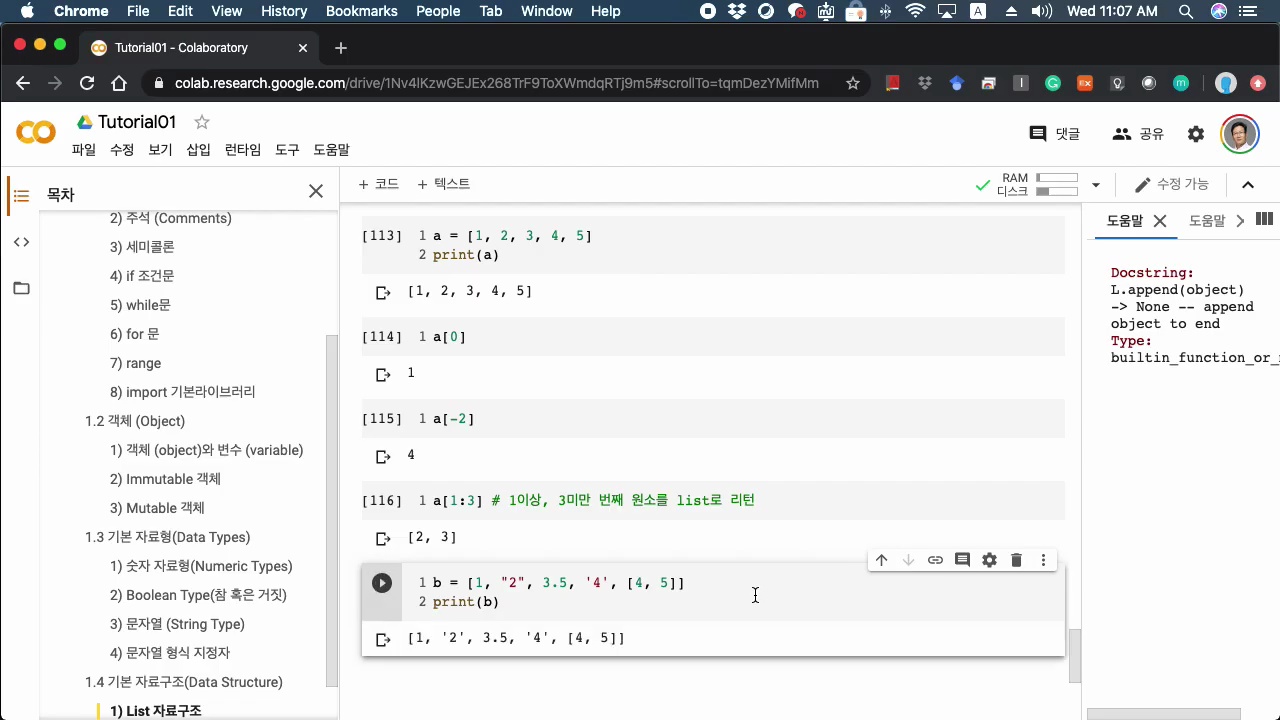 Chrome File Edit View History Bookmarks People Tab Window Help A Wed 11:07 AM
Tutorial01 - Colaboratory
colab.research.google.com/drive/1Nv4lKzwGEJEx268TrF9ToXWmdqRTj9m5#scrollTo=tqmDezYMifMm
Tutorial01
파일 수정 보기 삽입 런타임 도구 도움말
댓글 공유
목차
2) 주석 (Comments)
3) 세미콜론
4) if 조건문
5) while문
6) for 문
7) range
8) import 기본라이브러리
1.2 객체 (Object)
1) 객체 (object)와 변수 (variable)
2) Immutable 객체
3) Mutable 객체
1.3 기본 자료형(Data Types)
1) 숫자 자료형(Numeric Types)
2) Boolean Type(참 혹은 거짓)
3) 문자열 (String Type)
4) 문자열 형식 지정자
1.4 기본 자료구조(Data Structure)
1) List 자료구조
+ 코드 + 텍스트
RAM
디스크
수정 가능
[113] 1 a = [1, 2, 3, 4, 5]
2 print(a)
[1, 2, 3, 4, 5]
[114] 1 a[0]
1
[115] 1 a[-2]
4
[116] 1 a[1:3] # 1이상, 3미만 번째 원소를 list로 리턴
[2, 3]
1 b = [1, "2", 3.5, '4', [4, 5]]
2 print(b)
[1, '2', 3.5, '4', [4, 5]]
도움말 도움말
Docstring:
L.append(object)
-> None -- append
object to end
Type:
builtin_function_or_